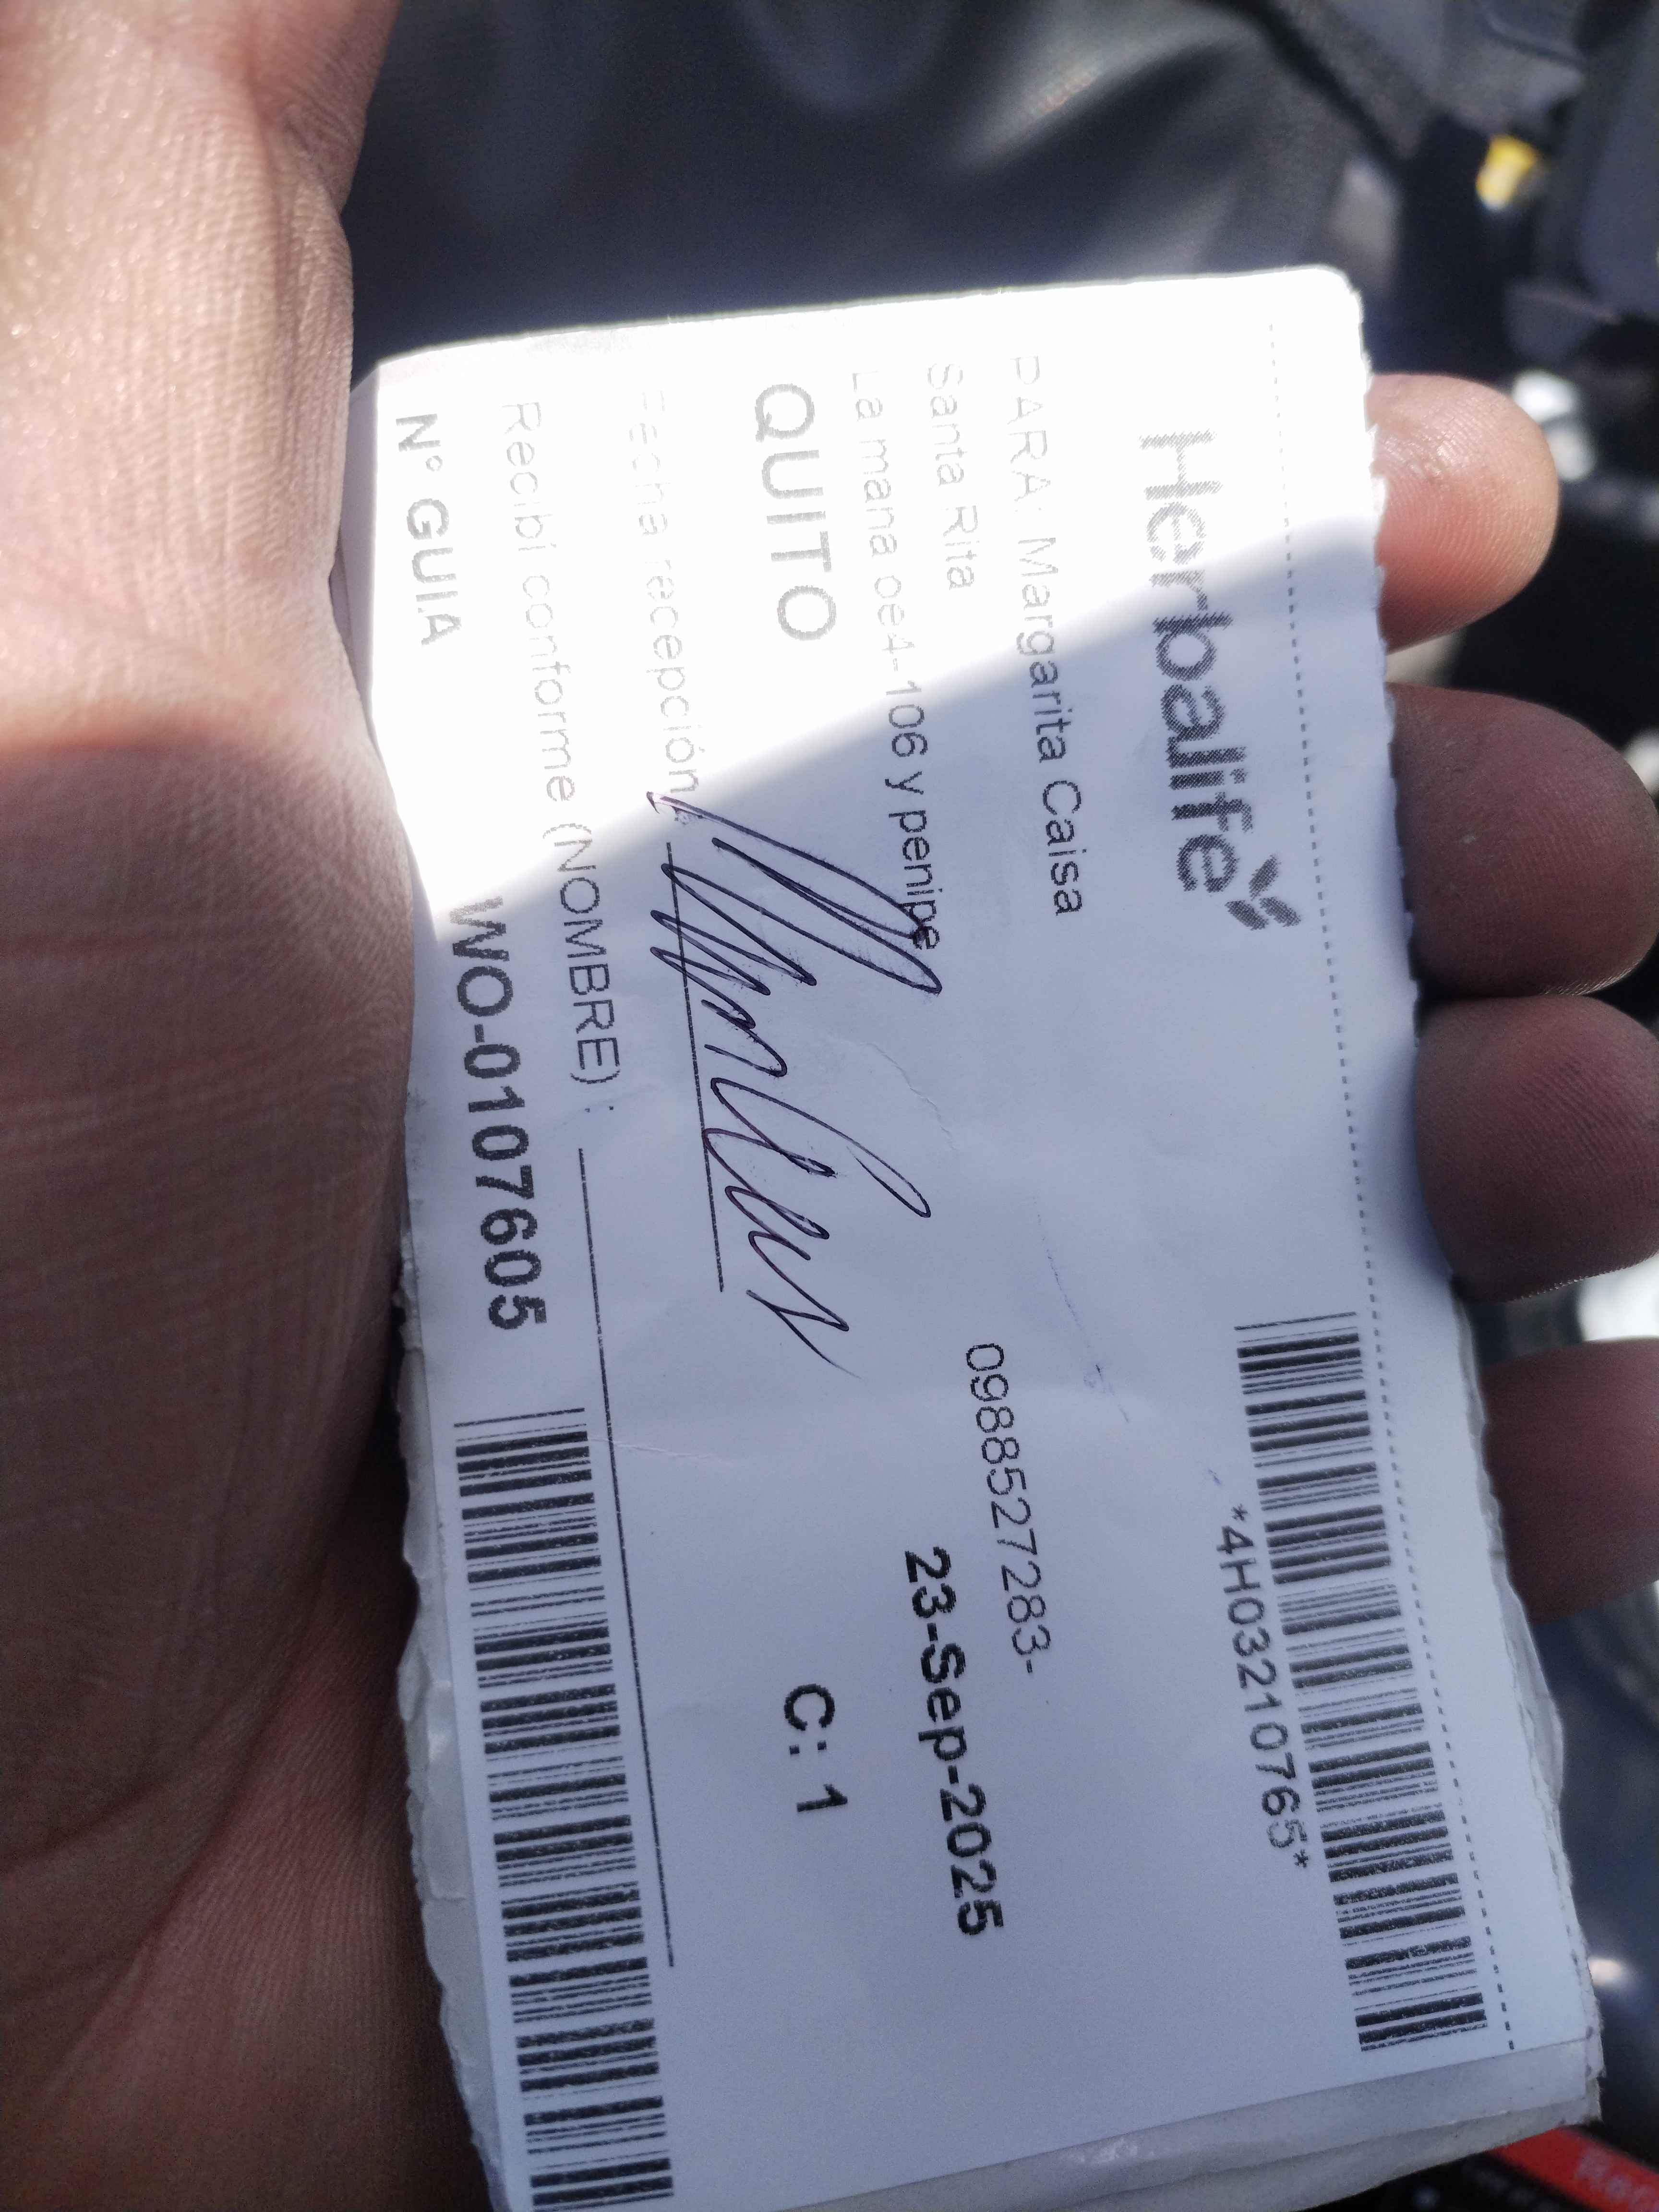 Herbalife
*4H03210765*
PARA: Margarita Caisa
Santa Rita
0988527283-
La mana oe4-106 y penipe
23-Sep-2025
QUITO
C: 1
Fecha recepción
Recibí conforme (NOMBRE) :
N° GUIA WO-0107605